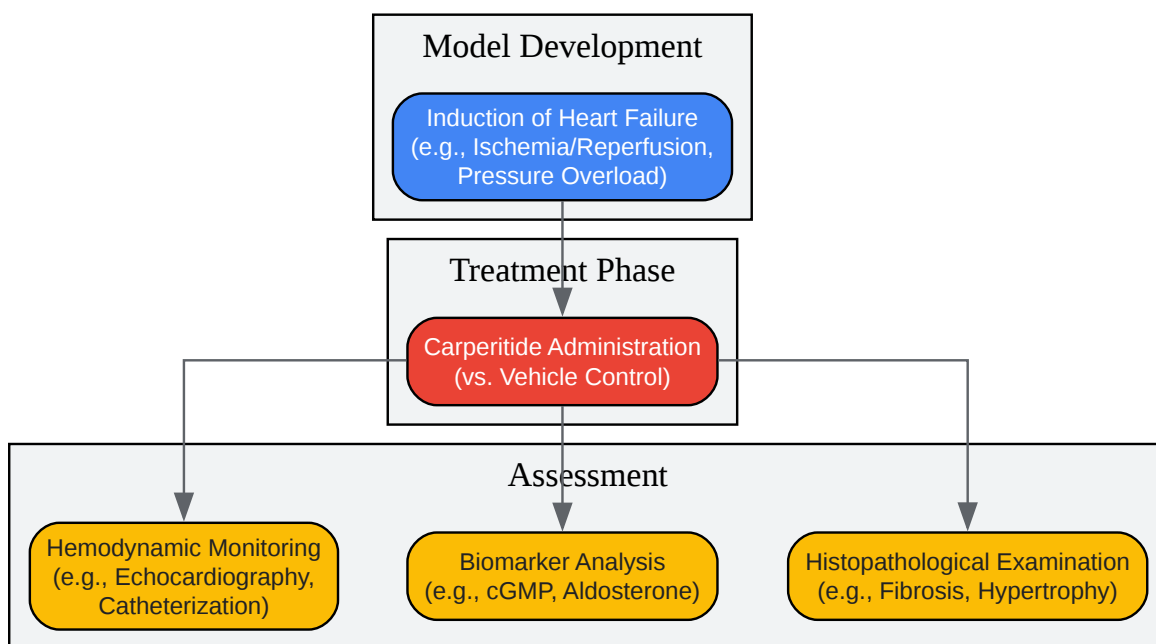 Model Development
Induction of Heart Failure
(e.g., Ischemia/Reperfusion,
Pressure Overload)
Treatment Phase
Carperitide Administration
(vs. Vehicle Control)
Assessment
Hemodynamic Monitoring
(e.g., Echocardiography,
Catheterization)
Biomarker Analysis
(e.g., cGMP, Aldosterone)
Histopathological Examination
(e.g., Fibrosis, Hypertrophy)